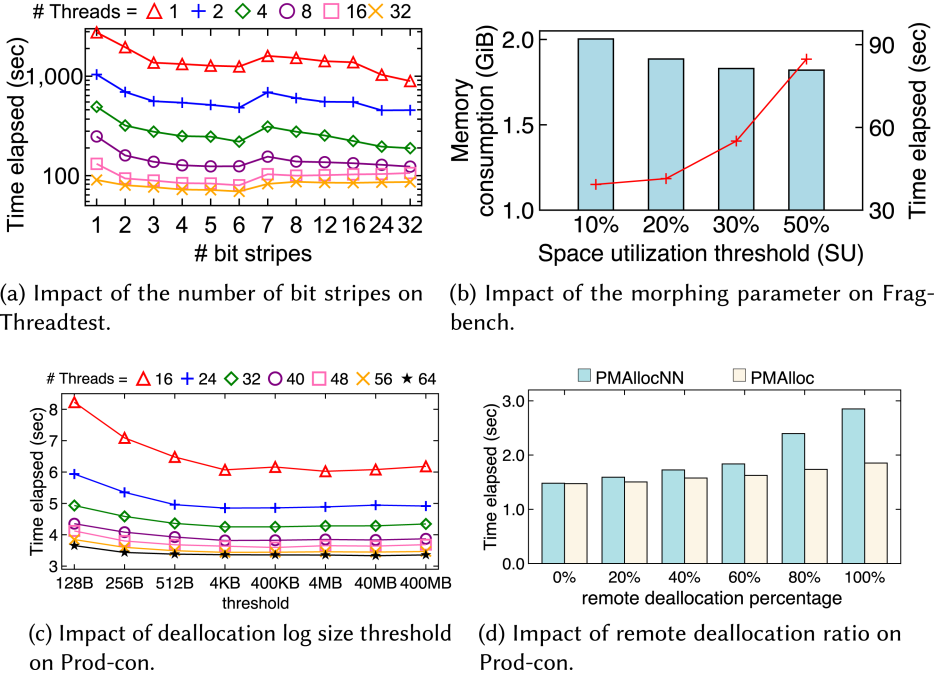 # Threads = 1 2 4 8 16 32
Time elapsed (sec)
1,000
100
1 2 3 4 5 6 7 8 12 16 24 32
# bit stripes
(a) Impact of the number of bit stripes on
Threadtest.
Memory
consumption (GiB)
2.0
1.5
1.0
90
60
30
Time elapsed (sec)
10% 20% 30% 50%
Space utilization threshold (SU)
(b) Impact of the morphing parameter on Frag-
bench.
# Threads = 16 24 32 40 48 56 64
Time elapsed (sec)
8
7
6
5
4
3
128B 256B 512B 4KB 400KB 4MB 40MB 400MB
threshold
(c) Impact of deallocation log size threshold
on Prod-con.
PMAllocNN PMAlloc
Time elapsed (sec)
3.0
2.0
1.0
0.0
0% 20% 40% 60% 80% 100%
remote deallocation percentage
(d) Impact of remote deallocation ratio on
Prod-con.